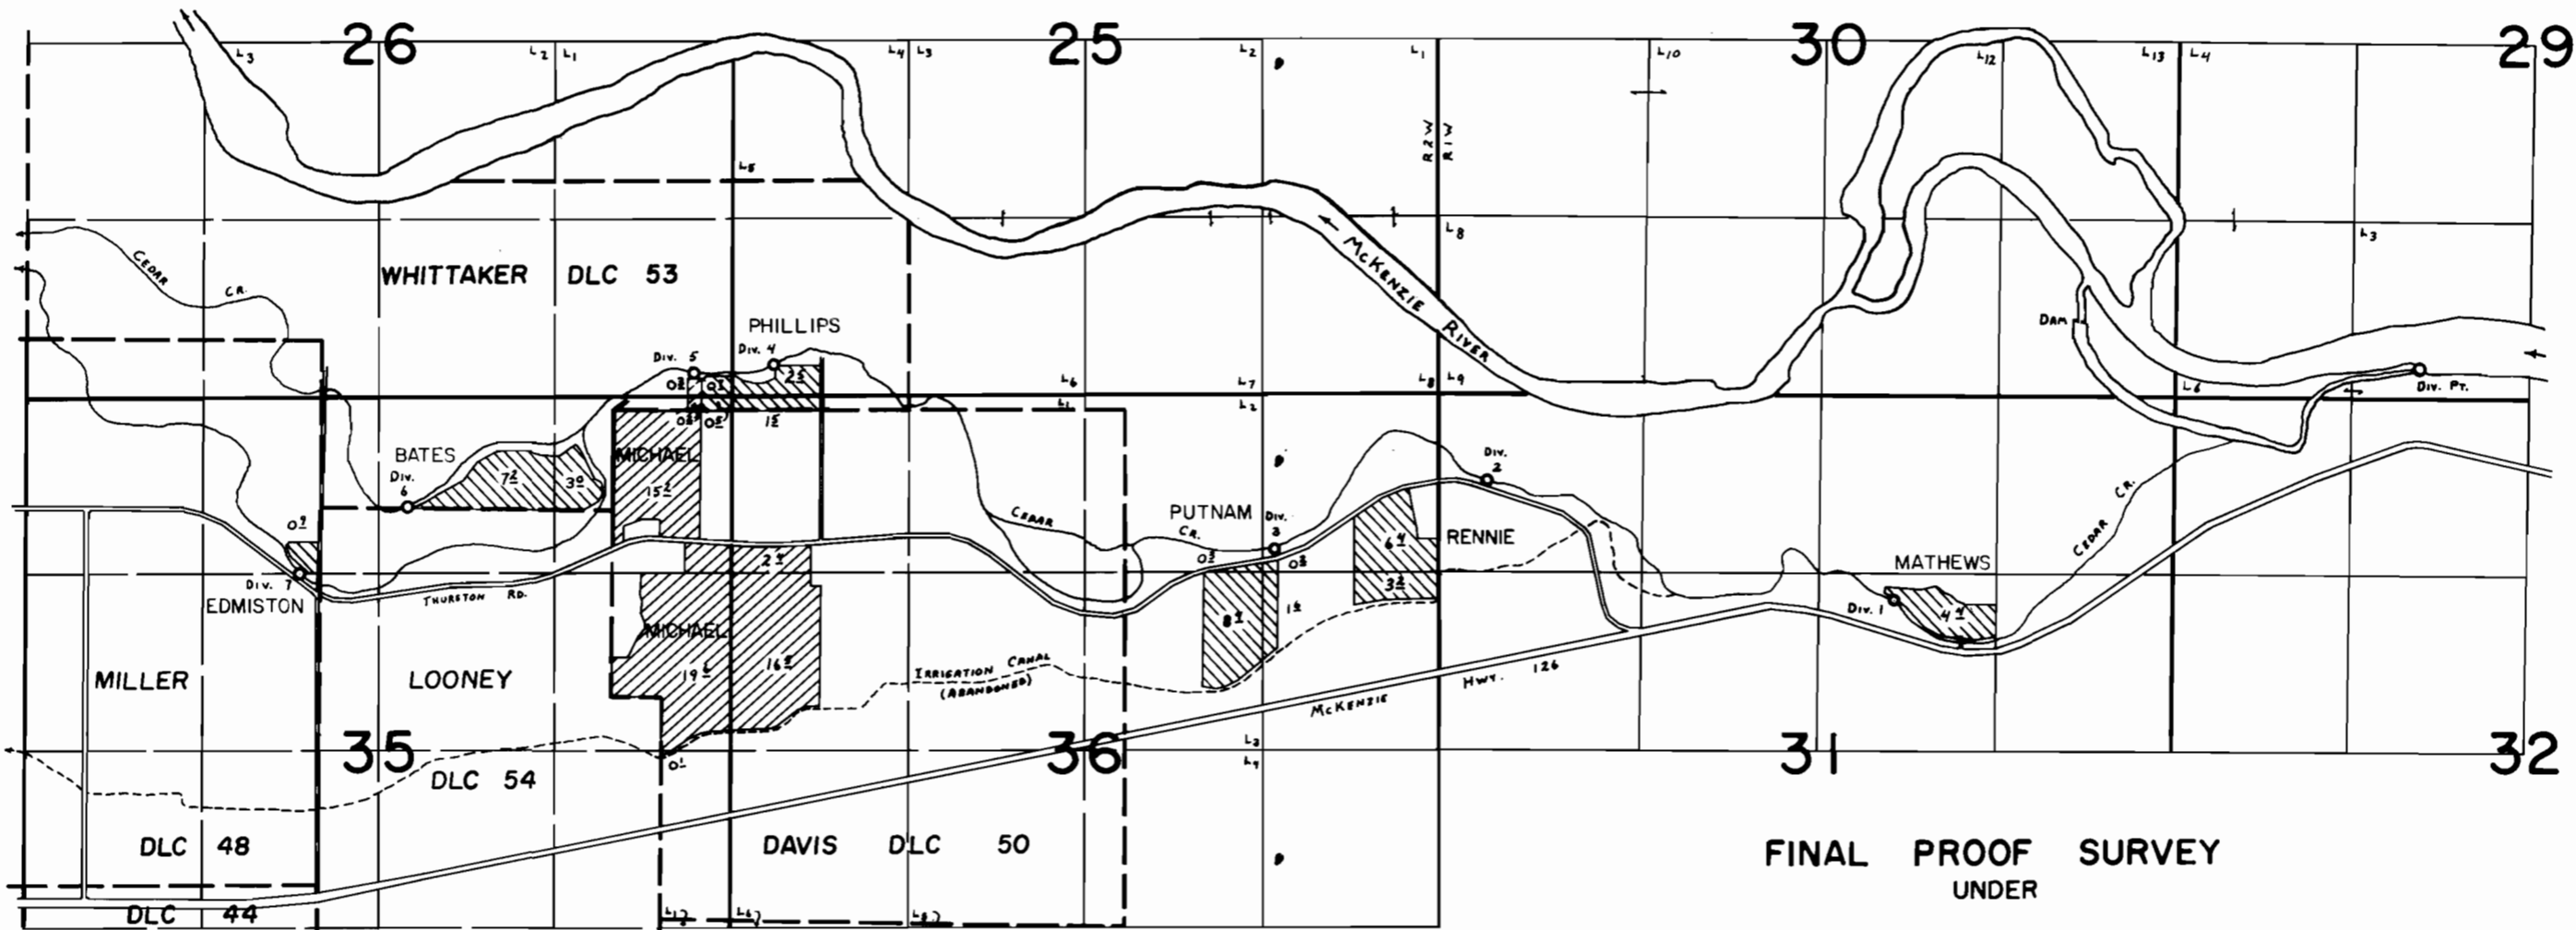 26
25
30
29
L3
L2
L1
L4
L3
L2
L1
L10
L12
L13
L4
L5
R2W
R1W
L8
L3
McKENZIE RIVER
CEDAR CR.
WHITTAKER DLC 53
PHILLIPS
Div. 5
Div. 4
DAM
DIV. PT.
L6
L7
L8
L9
L6
L1
L2
BATES
Div. 6
MICHAEL
PUTNAM
Div. 3
Div. 2
CEDAR CR.
RENNIE
CEDAR CR.
MATHEWS
Div. 1
Div. 7
EDMISTON
THURSTON RD.
MICHAEL
IRRIGATION CANAL
(ABANDONED)
McKENZIE HWY. 126
MILLER
LOONEY
35
36
31
32
L3
L4
DLC 54
DLC 48
DAVIS DLC 50
DLC 44
FINAL PROOF SURVEY
UNDER